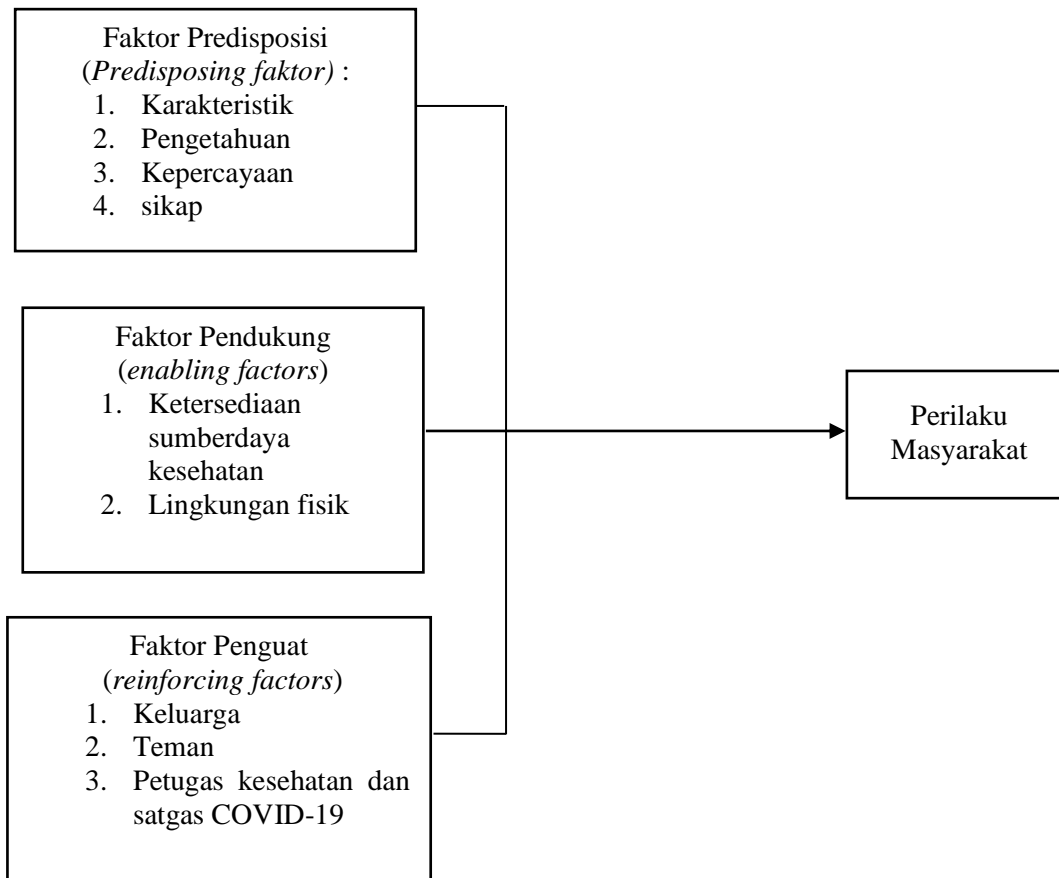 Faktor Predisposisi
(Predisposing faktor) :
1. Karakteristik
2. Pengetahuan
3. Kepercayaan
4. sikap
Faktor Pendukung
(enabling factors)
1. Ketersediaan
sumberdaya
kesehatan
2. Lingkungan fisik
Perilaku
Masyarakat
Faktor Penguat
(reinforcing factors)
1. Keluarga
2. Teman
3. Petugas kesehatan dan
satgas COVID-19